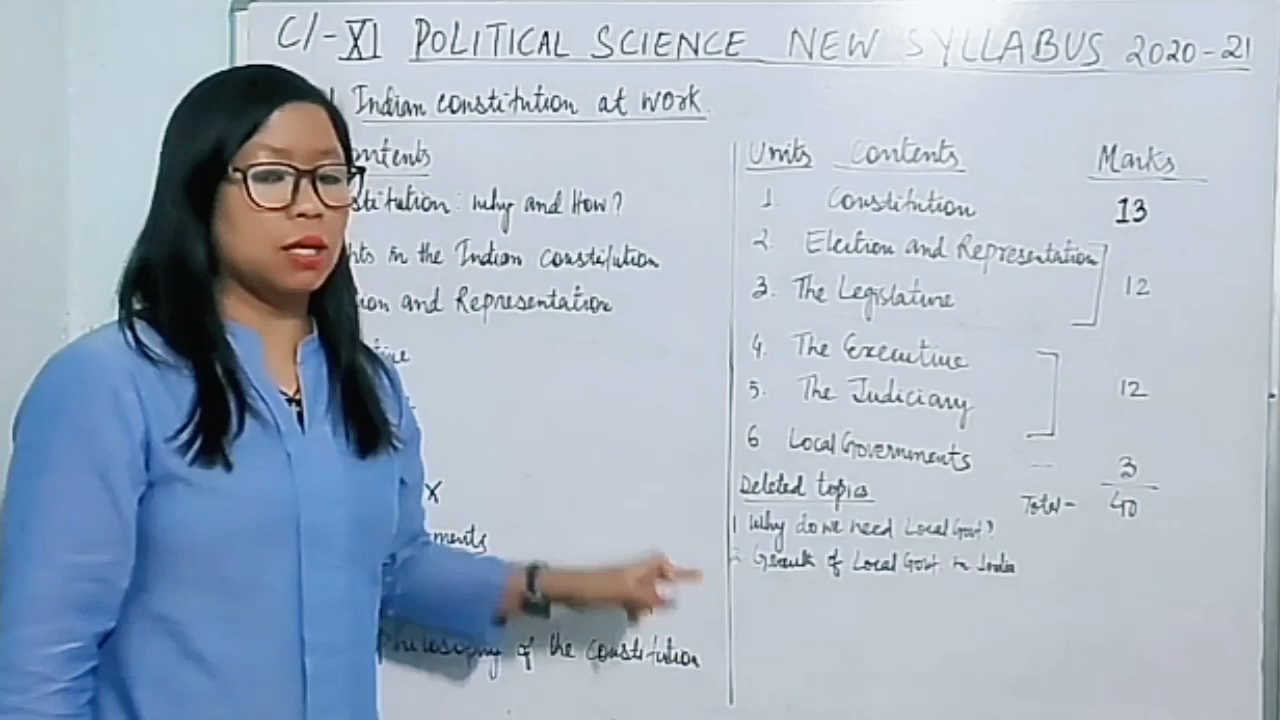 Cl-XI POLITICAL SCIENCE NEW SYLLABUS 2020-21
Indian constitution at work.
ontents
stitution: why and How?
hts in the Indian constitution
ion and Representation
X
ments
Philosophy of the constitution
Units Contents Marks
1 Constitution 13
2. Election and Representation
3. The Legislature 12
4. The Executive
5. The Judiciary 12
6 Local Governments --- 3
Total- 40
Deleted topics
1 Why do we need Local Govt?
2 of Local Govt. in India